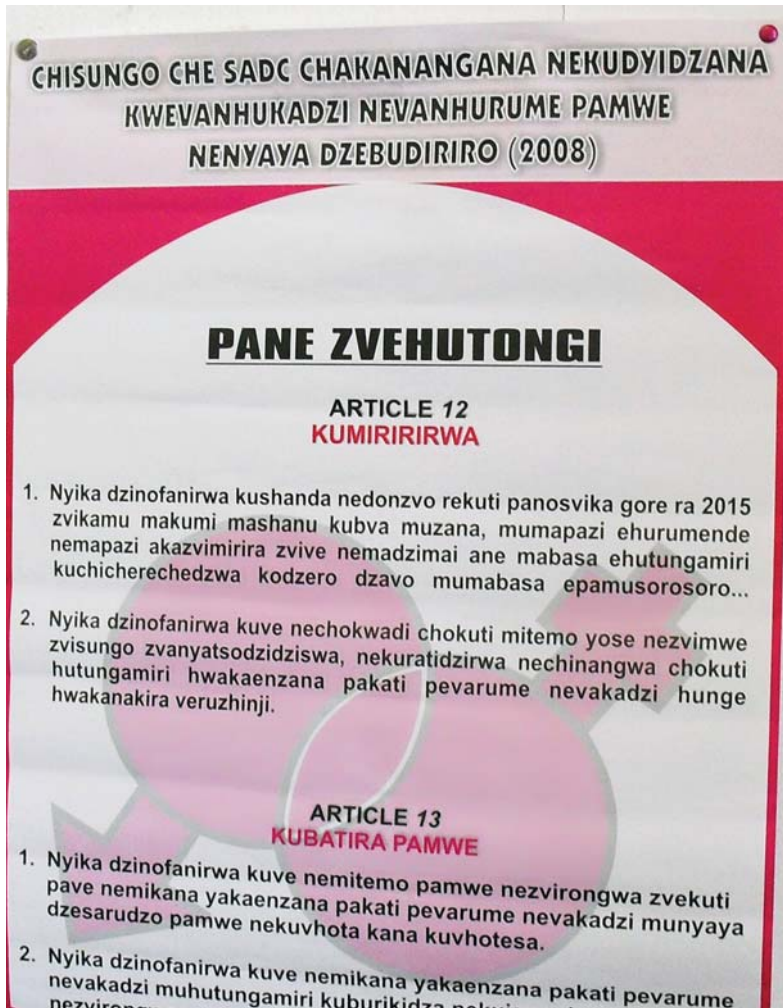 CHISUNGO CHE SADC CHAKANANGANA NEKUDYIDZANA
KWEVANHUKADZI NEVANHURUME PAMWE
NENYAYA DZEBUDIRIRO (2008)
PANE ZVEHUTONGI
ARTICLE 12
KUMIRIRIRWA
1. Nyika dzinofanirwa kushanda nedonzvo rekuti panosvika gore ra 2015
zvikamu makumi mashanu kubva muzana, mumapazi ehurumende
nemapazi akazvimirira zvive nemadzimai ane mabasa ehutungamiri
kuchicherechedzwa kodzero dzavo mumabasa epamusorosoro...
2. Nyika dzinofanirwa kuve nechokwadi chokuti mitemo yose nezvimwe
zvisungo zvanyatsodzidziswa, nekuratidzirwa nechinangwa chokuti
hutungamiri hwakaenzana pakati pevarume nevakadzi hunge
hwakanakira veruzhinji.
ARTICLE 13
KUBATIRA PAMWE
1. Nyika dzinofanirwa kuve nemitemo pamwe nezvirongwa zvekuti
pave nemikana yakaenzana pakati pevarume nevakadzi munyaya
dzesarudzo pamwe nekuvhota kana kuvhotesa.
2. Nyika dzinofanirwa kuve nemikana yakaenzana pakati pevarume
nevakadzi muhutungamiri kuburikidza